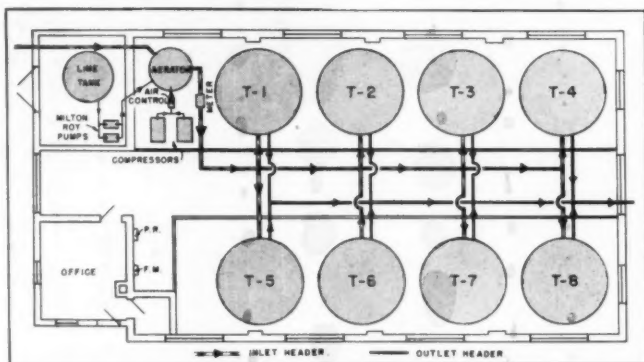 LIME TANK
AERATOR
AIR CONTROL
METER
MILTON ROY PUMPS
COMPRESSORS
T-1
T-2
T-3
T-4
P.R.
OFFICE
F.M.
T-5
T-6
T-7
T-8
INLET HEADER
OUTLET HEADER